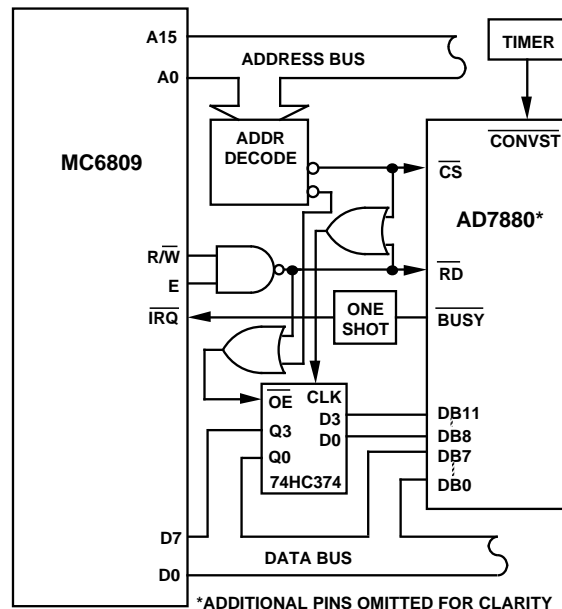 A15
A0
ADDRESS BUS
TIMER
ADDR
DECODE
CONVST
MC6809
CS
AD7880*
R/W
E
RD
IRQ
ONE
SHOT
BUSY
OE
CLK
D3
D0
Q3
Q0
74HC374
DB11
DB8
DB7
DB0
D7
DATA BUS
D0
*ADDITIONAL PINS OMITTED FOR CLARITY